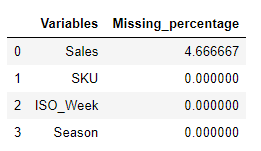 Variables Missing_percentage
0 Sales 4.666667
1 SKU 0.000000
2 ISO_Week 0.000000
3 Season 0.000000